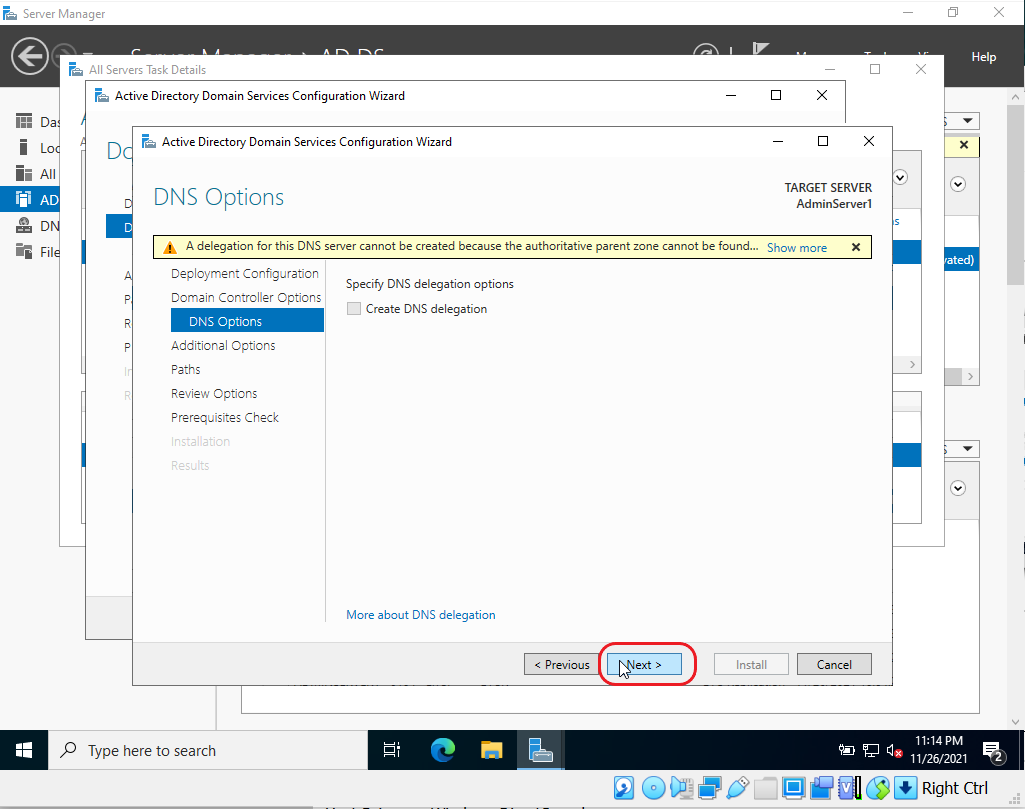 Server Manager
Help
All Servers Task Details
Active Directory Domain Services Configuration Wizard
Active Directory Domain Services Configuration Wizard
DNS Options
TARGET SERVER
AdminServer1
A delegation for this DNS server cannot be created because the authoritative parent zone cannot be found... Show more
Deployment Configuration
Domain Controller Options
DNS Options
Additional Options
Paths
Review Options
Prerequisites Check
Installation
Results
Specify DNS delegation options
Create DNS delegation
More about DNS delegation
< Previous
Next >
Install
Cancel
Das
Loc
All
AD
DN
File
vated)
Type here to search
11:14 PM
11/26/2021
2
Right Ctrl